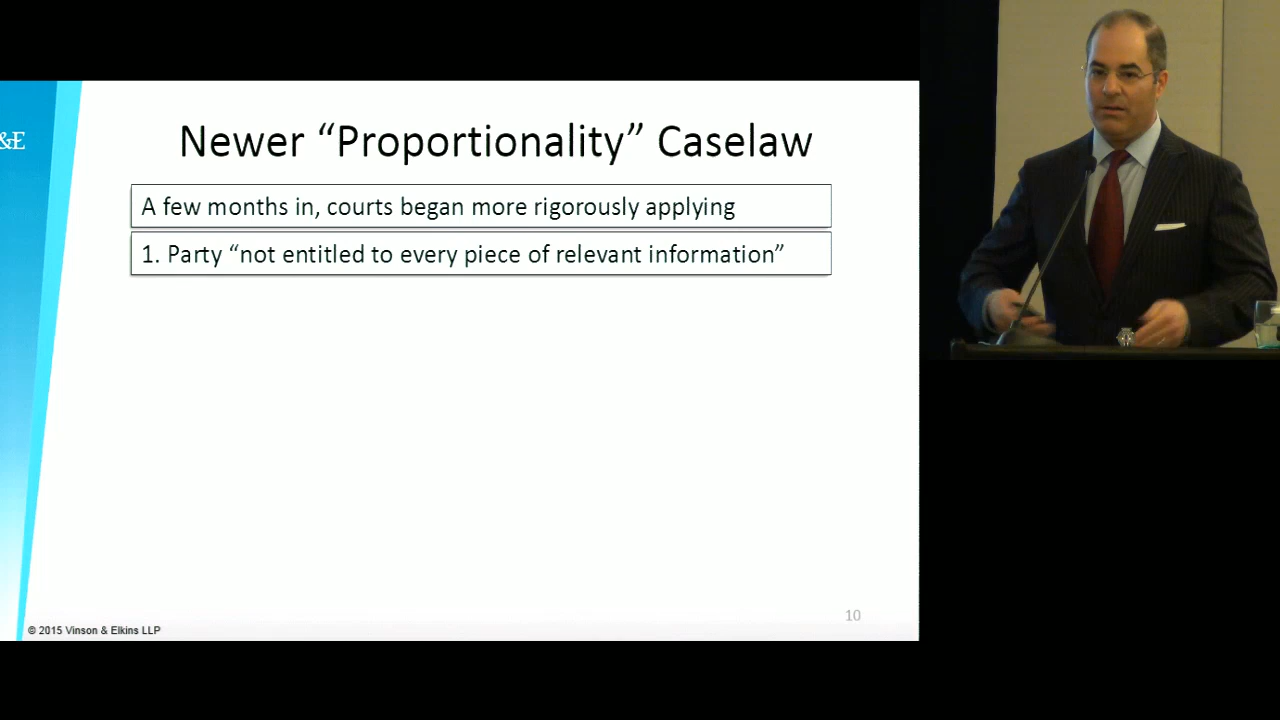 &E
Newer “Proportionality” Caselaw
A few months in, courts began more rigorously applying
1. Party “not entitled to every piece of relevant information”
10
© 2015 Vinson & Elkins LLP